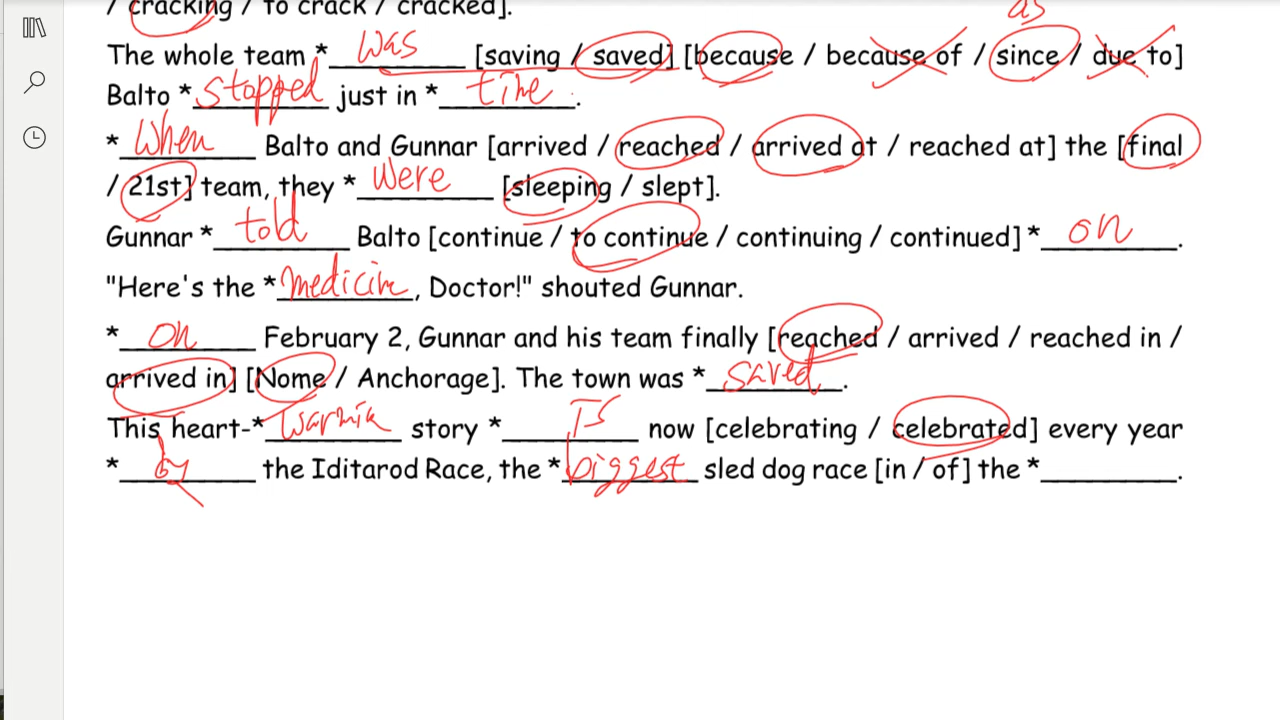 / cracking / to crack / cracked].
as
The whole team * was [saving / saved] [because / because of / since / due to]
Balto * stopped just in * time.
* When Balto and Gunnar [arrived / reached / arrived at / reached at] the [final
/ 21st] team, they * were [sleeping / slept].
Gunnar * told Balto [continue / to continue / continuing / continued] * on.
"Here's the * medicine, Doctor!" shouted Gunnar.
* On February 2, Gunnar and his team finally [reached / arrived / reached in /
arrived in] [Nome / Anchorage]. The town was * saved.
This heart-* story * Is now [celebrating / celebrated] every year
* by the Iditarod Race, the * biggest sled dog race [in / of] the * ________.